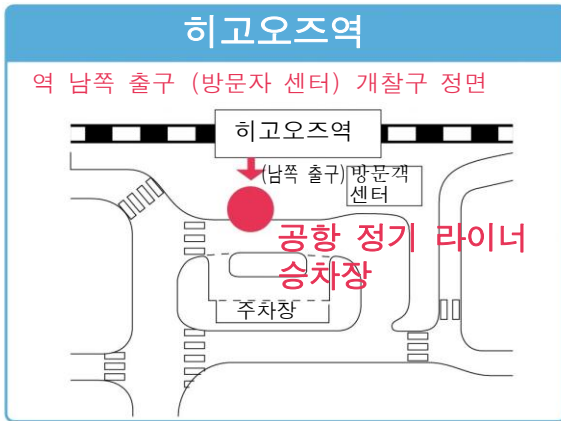 히고오즈역
역 남쪽 출구 (방문자 센터) 개찰구 정면
히고오즈역
(남쪽 출구)
방문객
센터
공항 정기 라이너
승차장
주차장